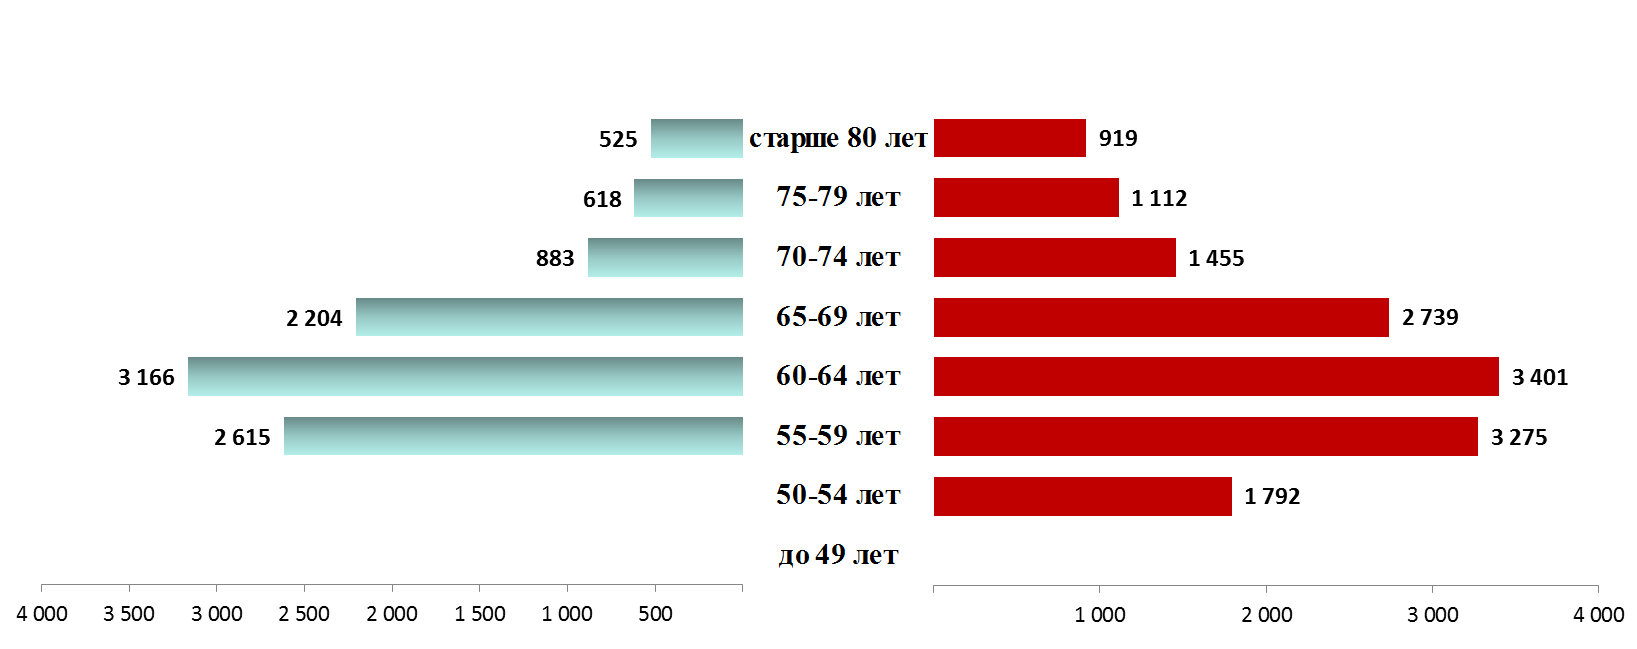 525 старше 80 лет 919
618 75-79 лет 1 112
883 70-74 лет 1 455
2 204 65-69 лет 2 739
3 166 60-64 лет 3 401
2 615 55-59 лет 3 275
50-54 лет 1 792
до 49 лет
4 000 3 500 3 000 2 500 2 000 1 500 1 000 500 1 000 2 000 3 000 4 000